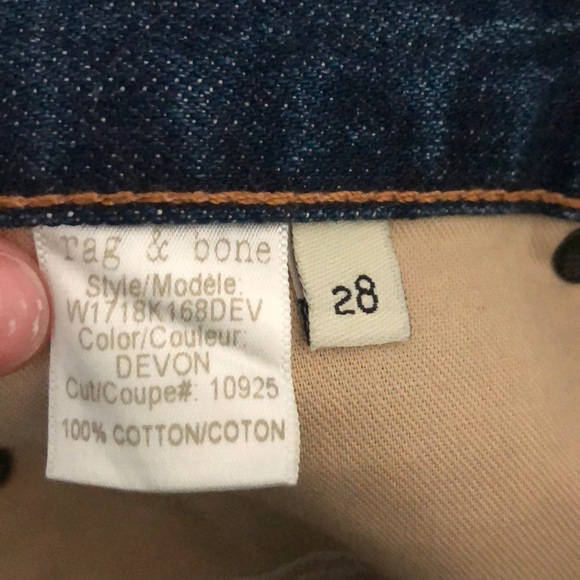 rag & bone
Style/Modèle:
W1718K168DEV
Color/Couleur:
DEVON
Cut/Coupe#: 10925
100% COTTON/COTON
28